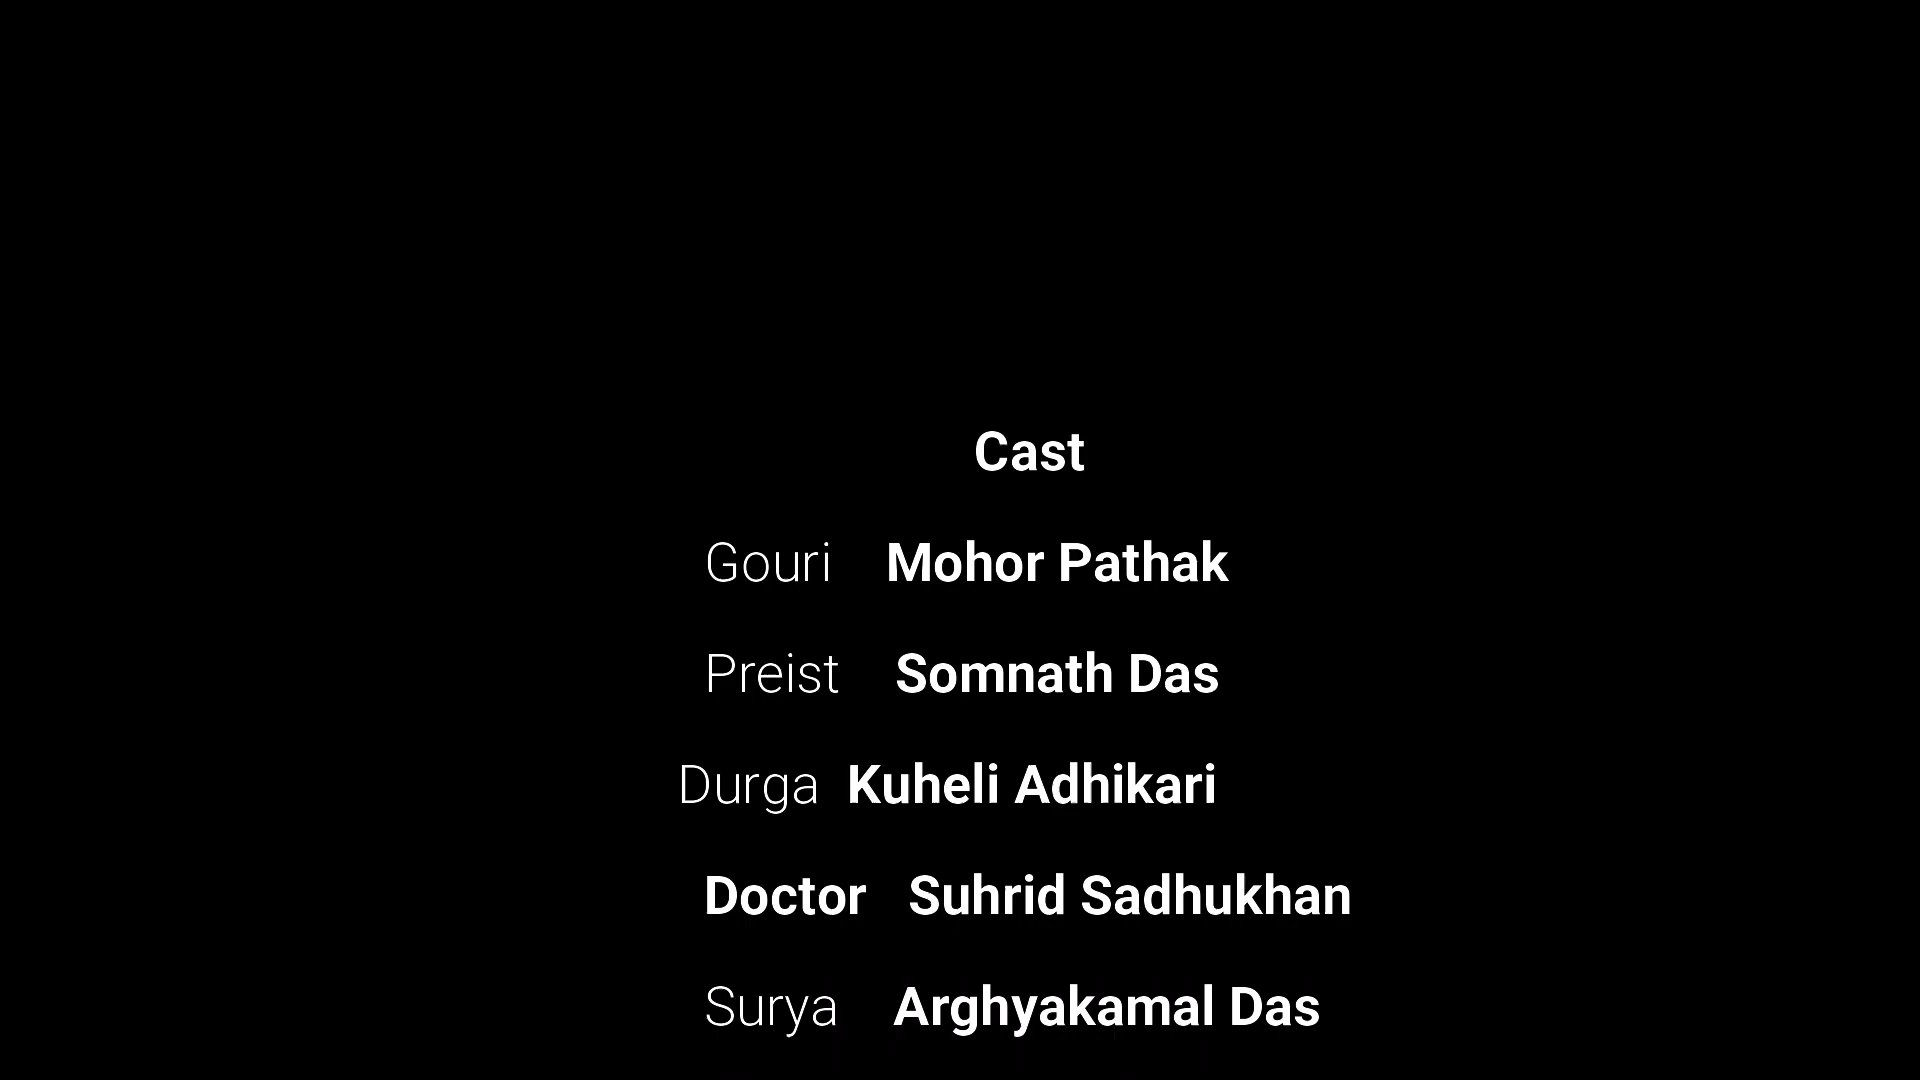 Cast
Gouri Mohor Pathak
Preist Somnath Das
Durga Kuheli Adhikari
Doctor Suhrid Sadhukhan
Surya Arghyakamal Das